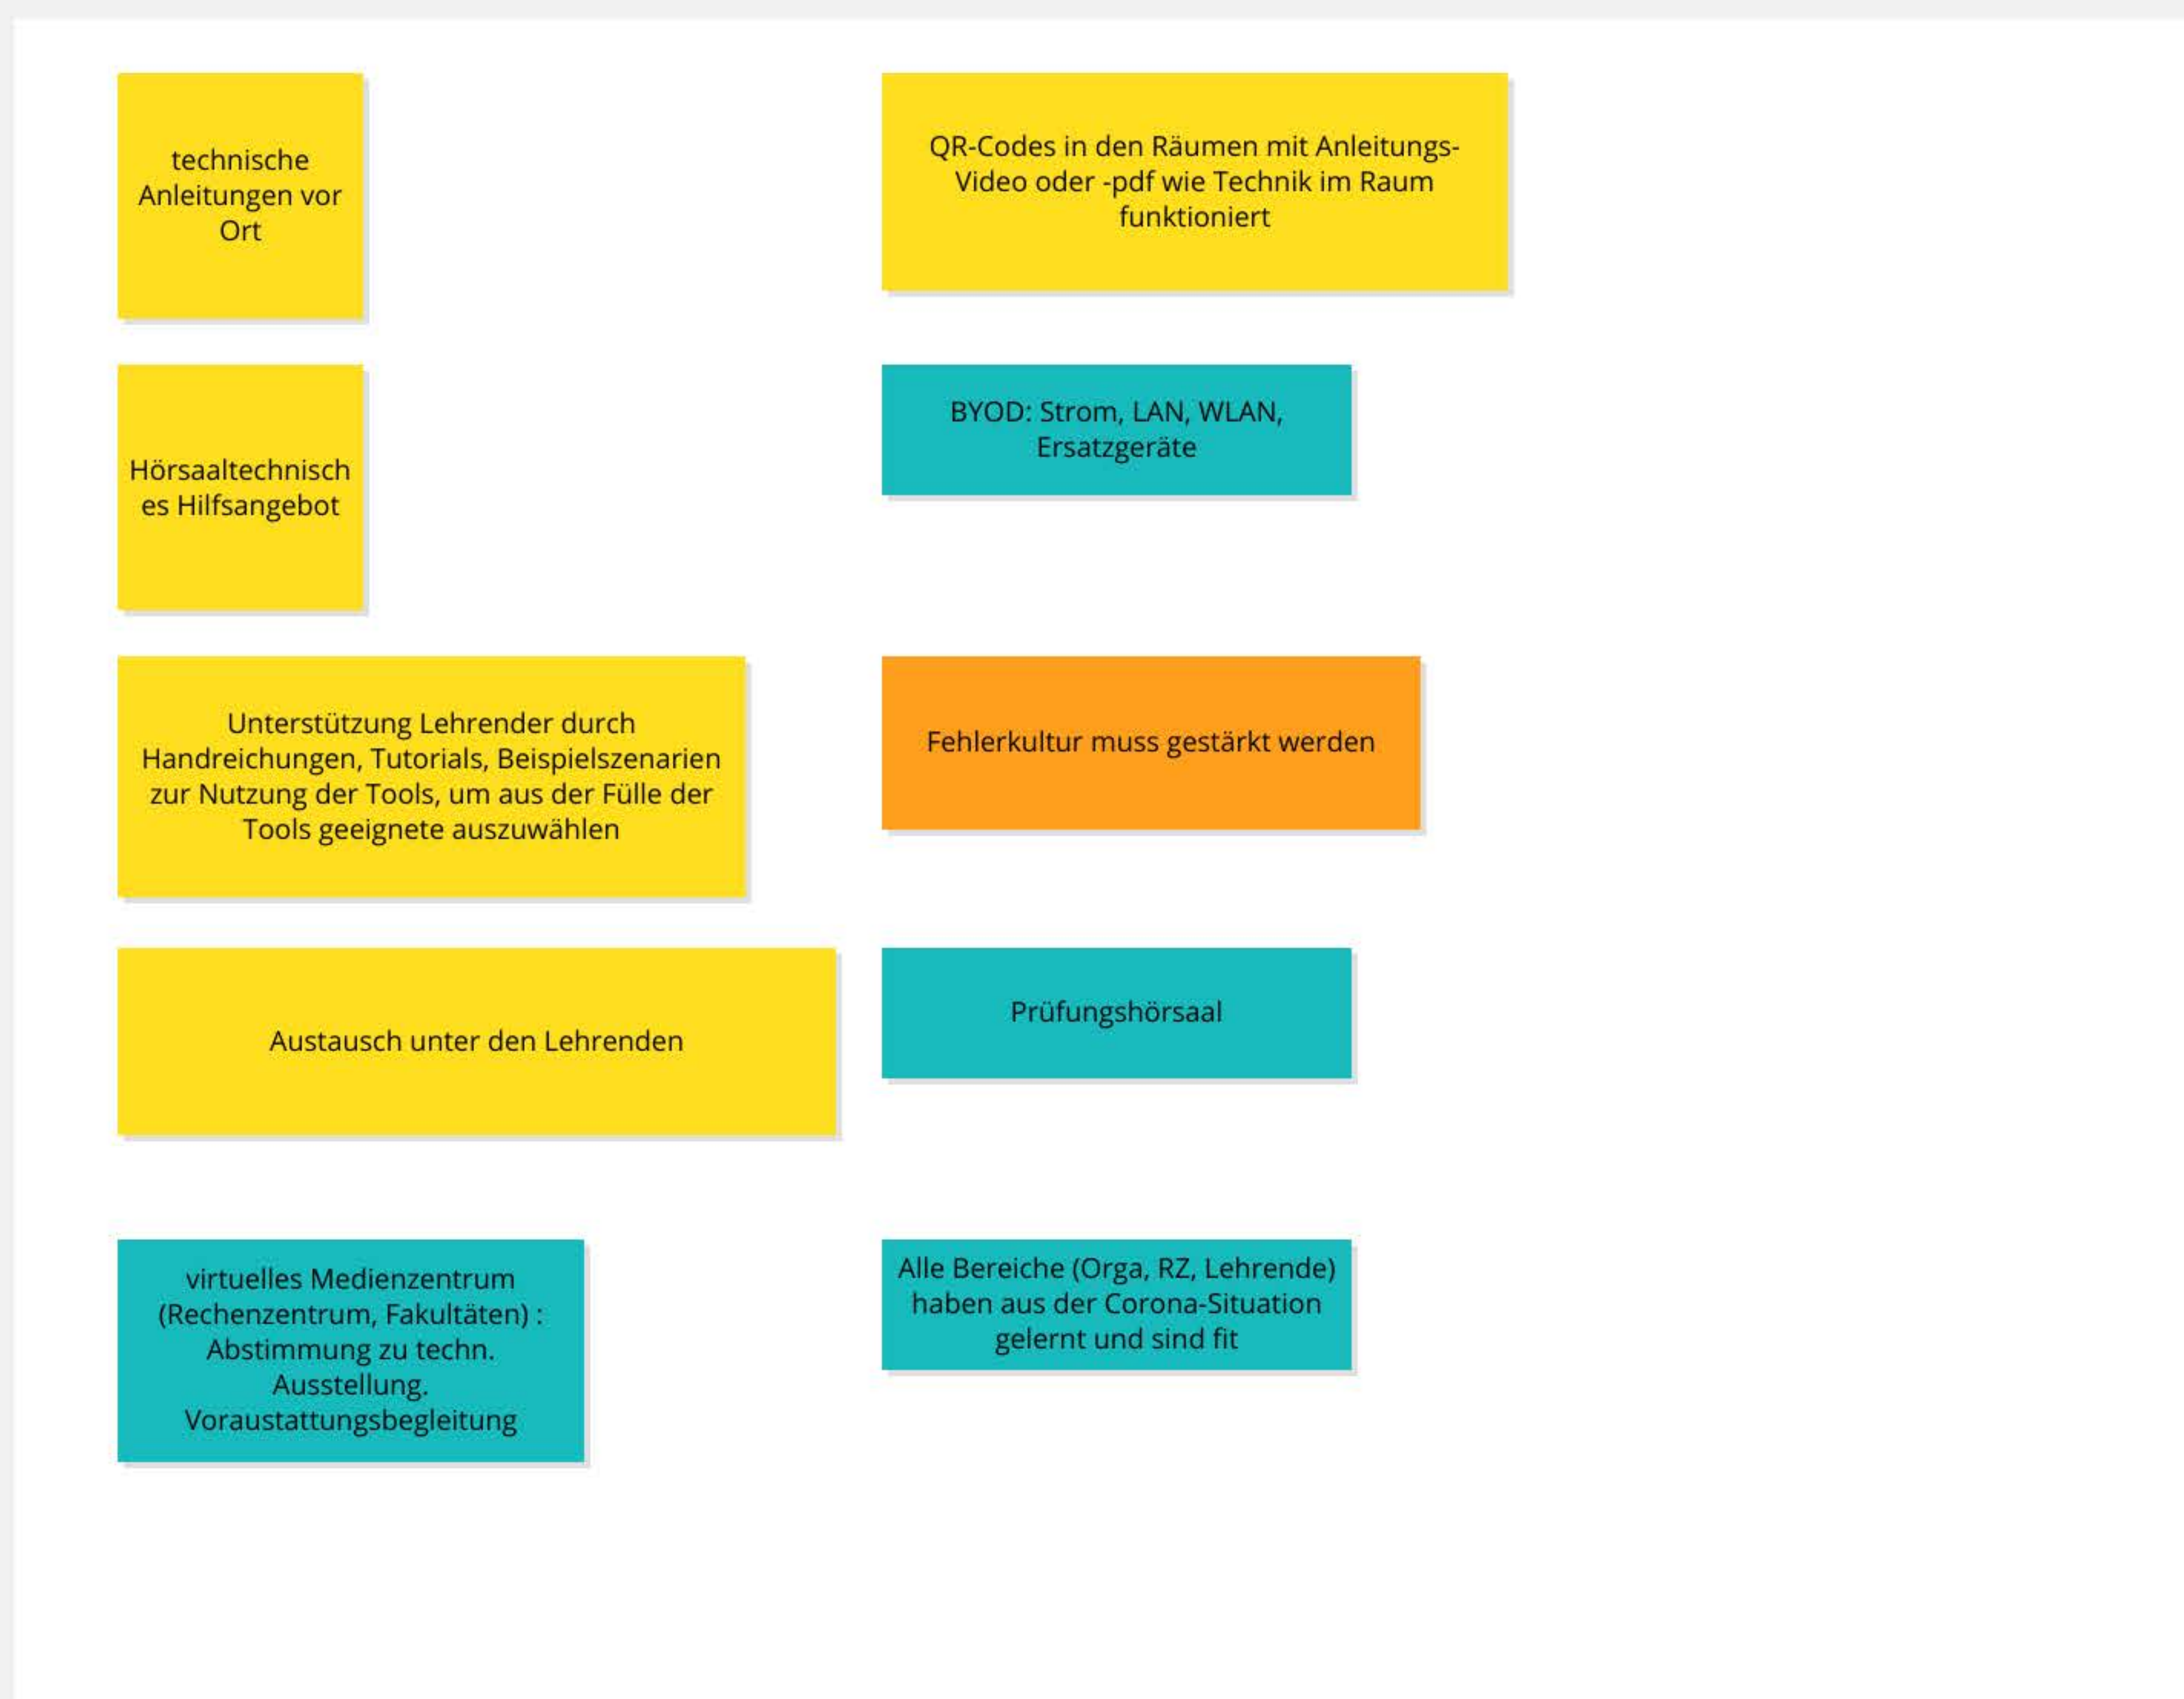 technische
Anleitungen vor
Ort
QR-Codes in den Räumen mit Anleitungs-
Video oder -pdf wie Technik im Raum
funktioniert
Hörsaaltechnisch
es Hilfsangebot
BYOD: Strom, LAN, WLAN,
Ersatzgeräte
Unterstützung Lehrender durch
Handreichungen, Tutorials, Beispielszenarien
zur Nutzung der Tools, um aus der Fülle der
Tools geeignete auszuwählen
Fehlerkultur muss gestärkt werden
Austausch unter den Lehrenden
Prüfungshörsaal
virtuelles Medienzentrum
(Rechenzentrum, Fakultäten) :
Abstimmung zu techn.
Ausstellung.
Voraustattungsbegleitung
Alle Bereiche (Orga, RZ, Lehrende)
haben aus der Corona-Situation
gelernt und sind fit